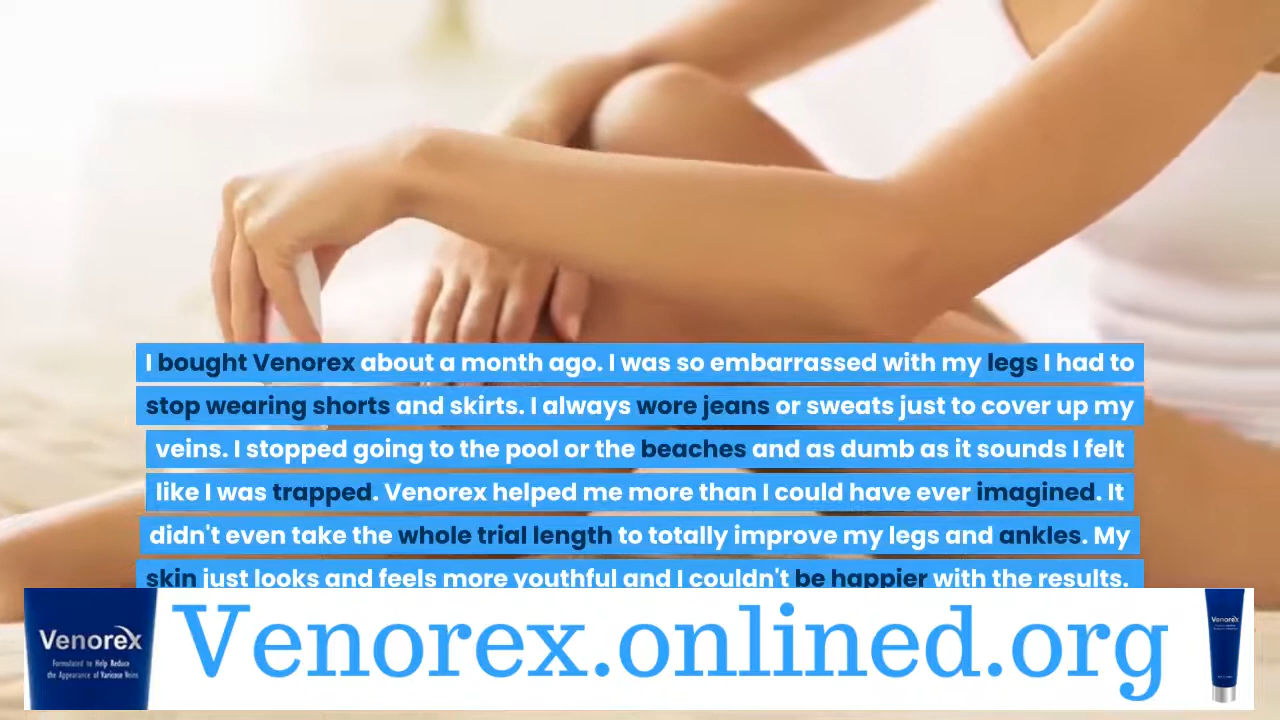 I bought Venorex about a month ago. I was so embarrassed with my legs I had to
stop wearing shorts and skirts. I always wore jeans or sweats just to cover up my
veins. I stopped going to the pool or the beaches and as dumb as it sounds I felt
like I was trapped. Venorex helped me more than I could have ever imagined. It
didn't even take the whole trial length to totally improve my legs and ankles. My
skin just looks and feels more youthful and I couldn't be happier with the results.
Venorex
Formulated to Help Reduce
the Appearance of Varicose Veins
Venorex.onlined.org
Venorex